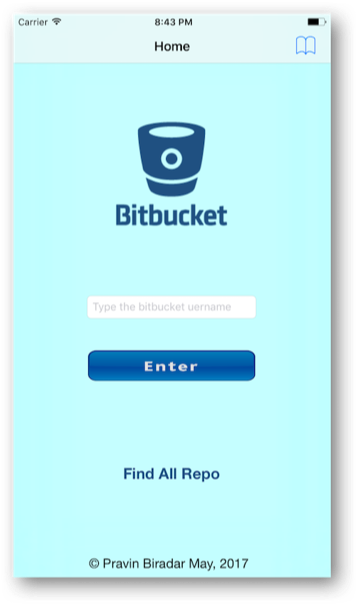 Carrier 8:43 PM
Home
Bitbucket
Type the bitbucket uername
Enter
Find All Repo
© Pravin Biradar May, 2017